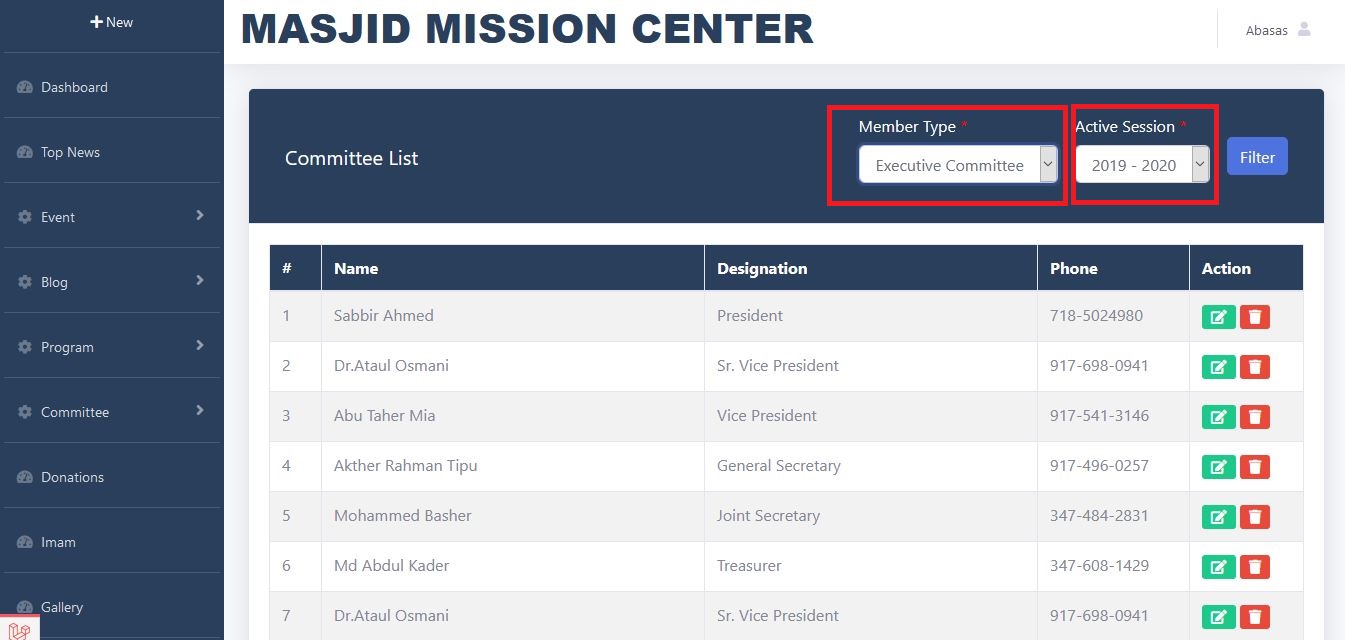 New
MASJID MISSION CENTER
Abasas
Dashboard
Top News
Event
Blog
Program
Committee
Donations
Imam
Gallery
Committee List
Member Type *
Executive Committee
Active Session *
2019 - 2020
Filter
# Name Designation Phone Action
1 Sabbir Ahmed President 718-5024980
2 Dr.Ataul Osmani Sr. Vice President 917-698-0941
3 Abu Taher Mia Vice President 917-541-3146
4 Akther Rahman Tipu General Secretary 917-496-0257
5 Mohammed Basher Joint Secretary 347-484-2831
6 Md Abdul Kader Treasurer 347-608-1429
7 Dr.Ataul Osmani Sr. Vice President 917-698-0941